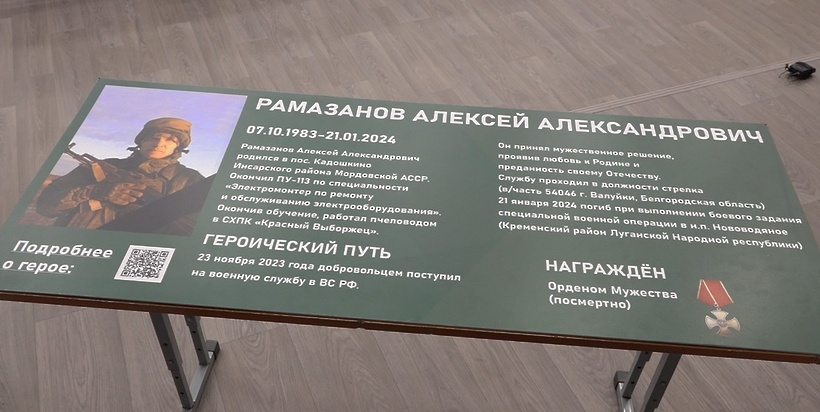 РАМАЗАНОВ АЛЕКСЕЙ АЛЕКСАНДРОВИЧ
07.10.1983–21.01.2024
Рамазанов Алексей Александрович
родился в пос. Кадошкино
Инсарского района Мордовской АССР.
Окончил ПУ-113 по специальности
«Электромонтер по ремонту
и обслуживанию электрооборудования».
Окончив обучение, работал пчеловодом
в СХПК «Красный Выборжец».
ГЕРОИЧЕСКИЙ ПУТЬ
23 ноября 2023 года добровольцем поступил
на военную службу в ВС РФ.
Он принял мужественное решение,
проявив любовь к Родине и
преданность своему Отечеству.
Службу проходил в должности стрелка
(в/часть 54046 г. Валуйки, Белгородская область)
21 января 2024 погиб при выполнении боевого задания
специальной военной операции в н.п. Нововодяное
(Кременский район Луганской Народной республики)
НАГРАЖДЁН
Орденом Мужества
(посмертно)
Подробнее
о герое: